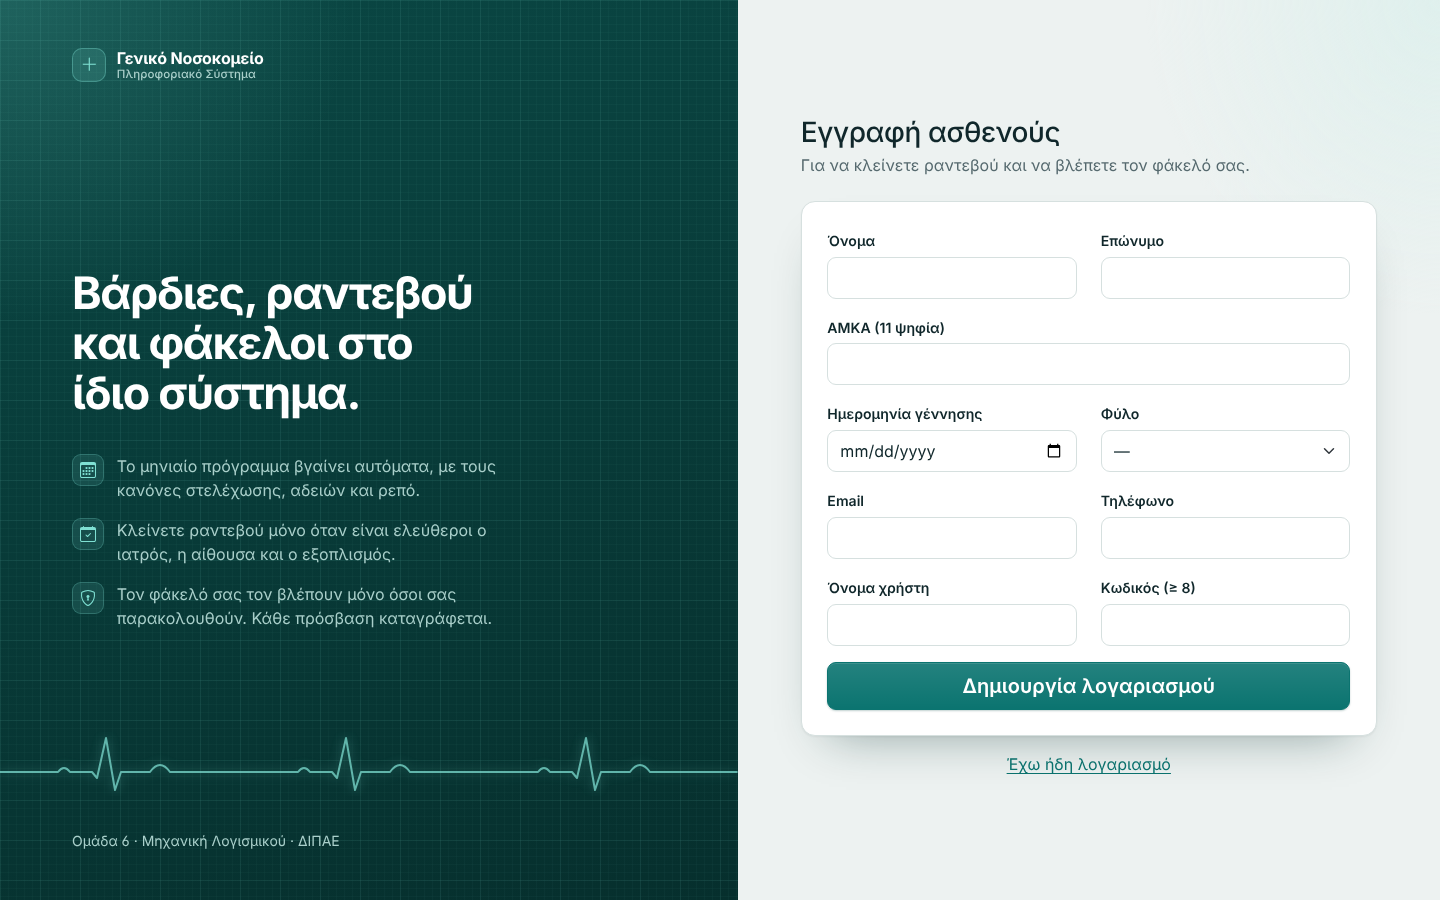 Γενικό Νοσοκομείο
Πληροφοριακό Σύστημα
Βάρδιες, ραντεβού
και φάκελοι στο
ίδιο σύστημα.
Το μηνιαίο πρόγραμμα βγαίνει αυτόματα, με τους
κανόνες στελέχωσης, αδειών και ρεπό.
Κλείνετε ραντεβού μόνο όταν είναι ελεύθεροι ο
ιατρός, η αίθουσα και ο εξοπλισμός.
Τον φάκελό σας τον βλέπουν μόνο όσοι σας
παρακολουθούν. Κάθε πρόσβαση καταγράφεται.
Ομάδα 6 · Μηχανική Λογισμικού · ΔΙΠΑΕ
Εγγραφή ασθενούς
Για να κλείνετε ραντεβού και να βλέπετε τον φάκελό σας.
Όνομα
Επώνυμο
ΑΜΚΑ (11 ψηφία)
Ημερομηνία γέννησης
Φύλο
mm/dd/yyyy
—
Email
Τηλέφωνο
Όνομα χρήστη
Κωδικός (≥ 8)
Δημιουργία λογαριασμού
Έχω ήδη λογαριασμό